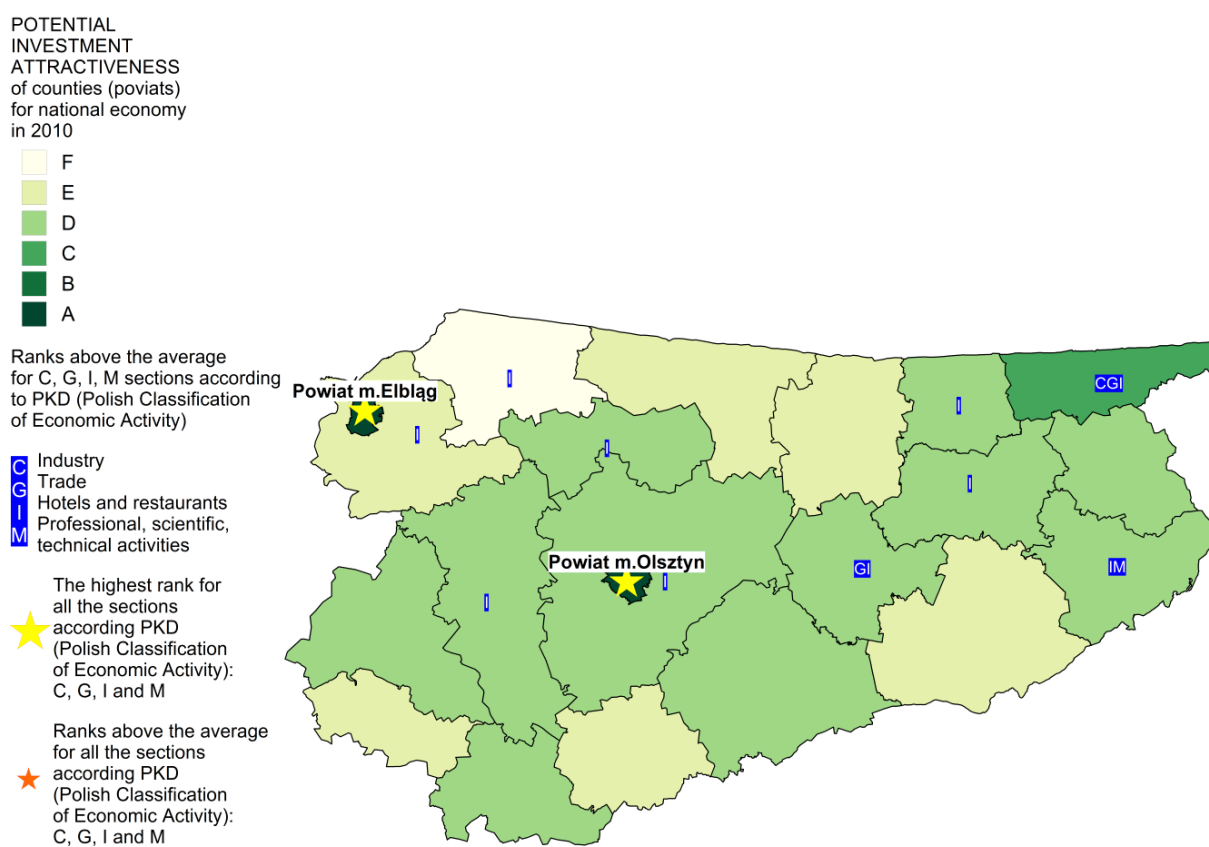 POTENTIAL
INVESTMENT
ATTRACTIVENESS
of counties (poviats)
for national economy
in 2010
F
E
D
C
B
A
Ranks above the average
for C, G, I, M sections according
to PKD (Polish Classification
of Economic Activity)
C Industry
G Trade
I Hotels and restaurants
M Professional, scientific,
technical activities
The highest rank for
all the sections
according PKD
(Polish Classification
of Economic Activity):
C, G, I and M
Ranks above the average
for all the sections
according PKD
(Polish Classification
of Economic Activity):
C, G, I and M
I
CGI
Powiat m.Elbląg
I
I
I
I
I
Powiat m.Olsztyn
I
GI
IM
I